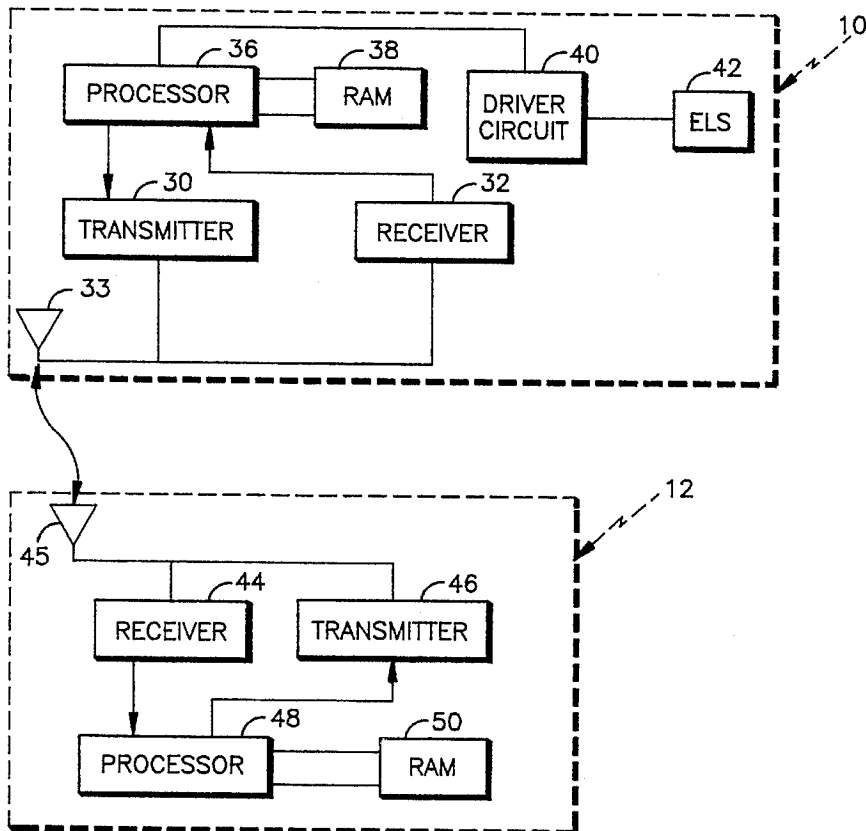 10
36
38
40
42
PROCESSOR
RAM
DRIVER
CIRCUIT
ELS
30
32
TRANSMITTER
RECEIVER
33
12
45
44
46
RECEIVER
TRANSMITTER
48
50
PROCESSOR
RAM